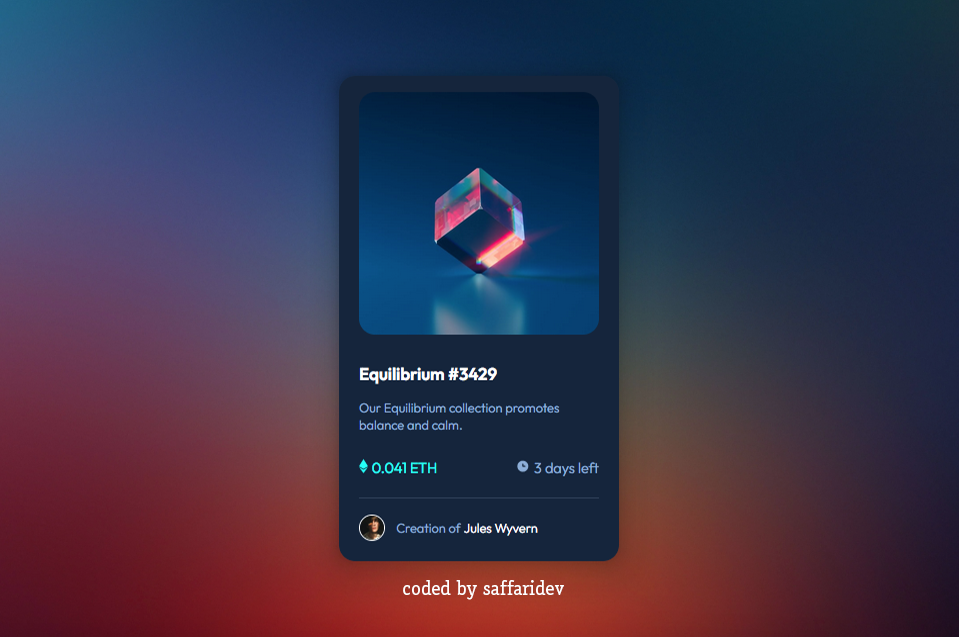 Equilibrium #3429
Our Equilibrium collection promotes
balance and calm.
0.041 ETH
3 days left
Creation of Jules Wyvern
coded by saffaridev